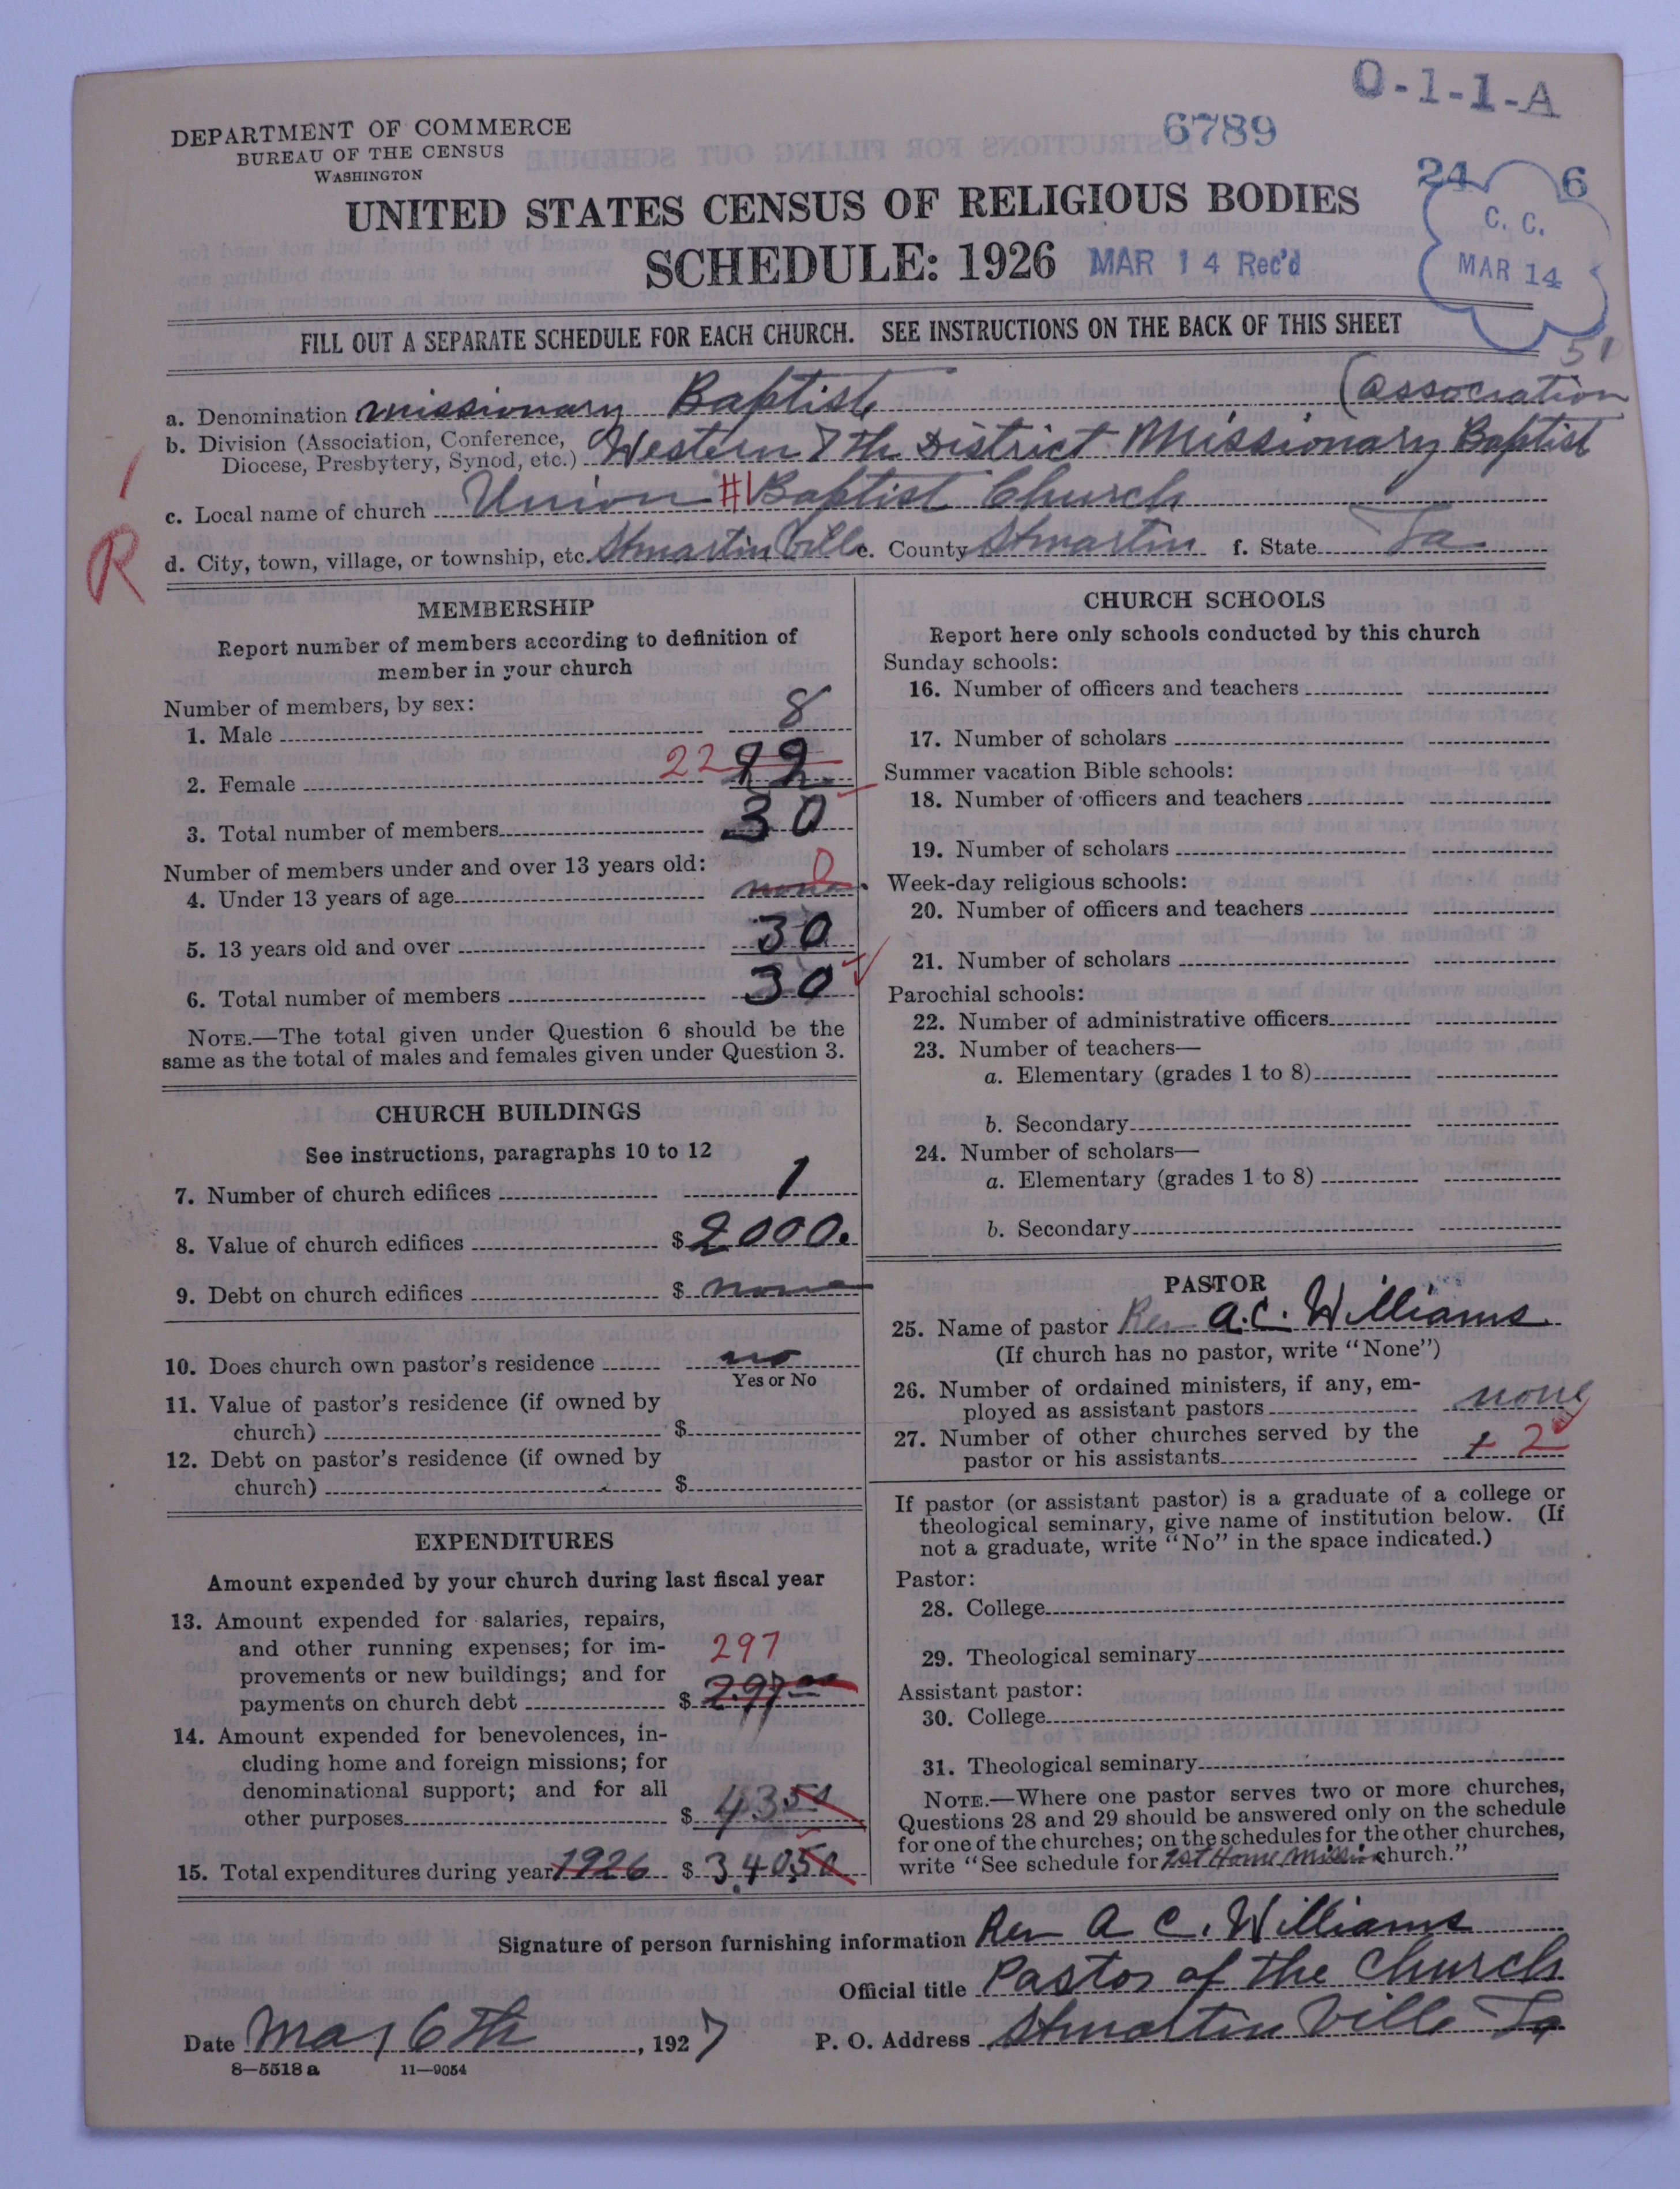 O-1-1-A
DEPARTMENT OF COMMERCE
BUREAU OF THE CENSUS
WASHINGTON
6789
24 6
C. C.
MAR 14
UNITED STATES CENSUS OF RELIGIOUS BODIES
SCHEDULE: 1926 MAR 14 Rec'd
FILL OUT A SEPARATE SCHEDULE FOR EACH CHURCH. SEE INSTRUCTIONS ON THE BACK OF THIS SHEET
51
a. Denomination missionary Baptist (Association
b. Division (Association, Conference, Diocese, Presbytery, Synod, etc.) Western 7th District Missionary Baptist
c. Local name of church Union #1 Baptist Church
R
d. City, town, village, or township, etc. Stmartin Ville e. County Stmartin f. State La
MEMBERSHIP
Report number of members according to definition of
member in your church
Number of members, by sex:
1. Male 8
2. Female 22
3. Total number of members 30
Number of members under and over 13 years old:
4. Under 13 years of age none 0
5. 13 years old and over 30
6. Total number of members 30
NOTE.—The total given under Question 6 should be the
same as the total of males and females given under Question 3.
CHURCH BUILDINGS
See instructions, paragraphs 10 to 12
7. Number of church edifices 1
8. Value of church edifices $ 2000.
9. Debt on church edifices $ none
10. Does church own pastor's residence no
Yes or No
11. Value of pastor's residence (if owned by
church) $
12. Debt on pastor's residence (if owned by
church) $
EXPENDITURES
Amount expended by your church during last fiscal year
13. Amount expended for salaries, repairs,
and other running expenses; for im-
provements or new buildings; and for 297
payments on church debt $ 297 00
14. Amount expended for benevolences, in-
cluding home and foreign missions; for
denominational support; and for all
other purposes $ 43 50
15. Total expenditures during year 1926 $ 340 50
CHURCH SCHOOLS
Report here only schools conducted by this church
Sunday schools:
16. Number of officers and teachers
17. Number of scholars
Summer vacation Bible schools:
18. Number of officers and teachers
19. Number of scholars
Week-day religious schools:
20. Number of officers and teachers
21. Number of scholars
Parochial schools:
22. Number of administrative officers
23. Number of teachers—
a. Elementary (grades 1 to 8)
b. Secondary
24. Number of scholars—
a. Elementary (grades 1 to 8)
b. Secondary
PASTOR
25. Name of pastor Rev A.C. Williams
(If church has no pastor, write "None")
26. Number of ordained ministers, if any, em-
ployed as assistant pastors none
27. Number of other churches served by the
pastor or his assistants 2
If pastor (or assistant pastor) is a graduate of a college or
theological seminary, give name of institution below. (If
not a graduate, write "No" in the space indicated.)
Pastor:
28. College
29. Theological seminary
Assistant pastor:
30. College
31. Theological seminary
NOTE.—Where one pastor serves two or more churches,
Questions 28 and 29 should be answered only on the schedule
for one of the churches; on the schedules for the other churches,
write "See schedule for 1st Home Mission church."
Signature of person furnishing information Rev A C. Williams
Official title Pastor of the Church
Date Mar 6th, 1927 P. O. Address Stmartin Ville La
8—5518 a 11—9054